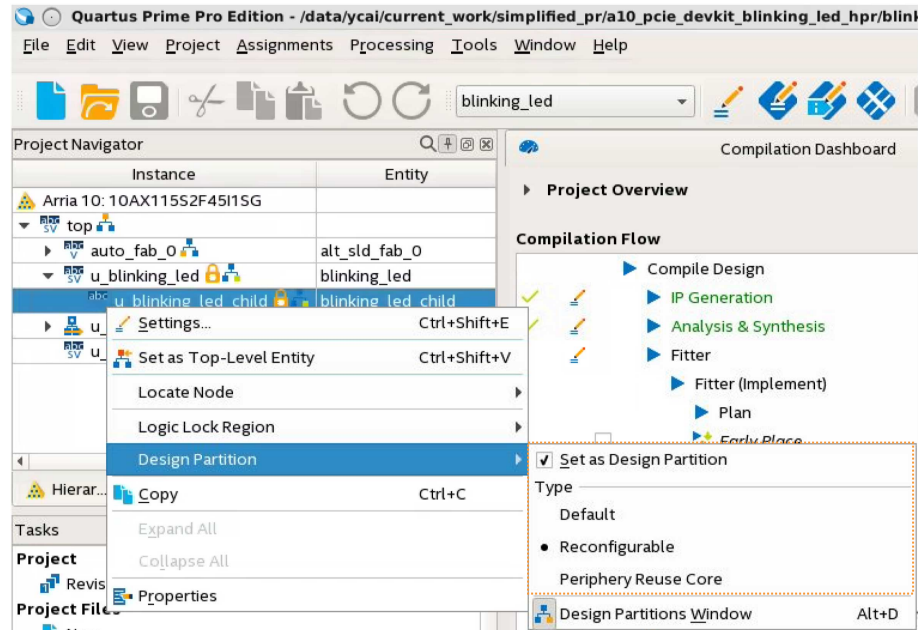 Quartus Prime Pro Edition - /data/ycai/current_work/simplified_pr/a10_pcie_devkit_blinking_led_hpr/blink
File Edit View Project Assignments Processing Tools Window Help
blinking_led
Project Navigator
Compilation Dashboard
Instance Entity
Project Overview
Arria 10: 10AX115S2F45I1SG
top
Compilation Flow
auto_fab_0 alt_sld_fab_0
Compile Design
u_blinking_led blinking_led
IP Generation
u_blinking_led_child blinking_led_child
Analysis & Synthesis
u_
Fitter
u_
Fitter (Implement)
Plan
Early Place
Settings... Ctrl+Shift+E
Set as Top-Level Entity Ctrl+Shift+V
Locate Node
Logic Lock Region
Design Partition
Copy Ctrl+C
Expand All
Collapse All
Properties
Set as Design Partition
Type
Default
Reconfigurable
Periphery Reuse Core
Design Partitions Window Alt+D
Hierar...
Tasks
Project
Revis
Project Files